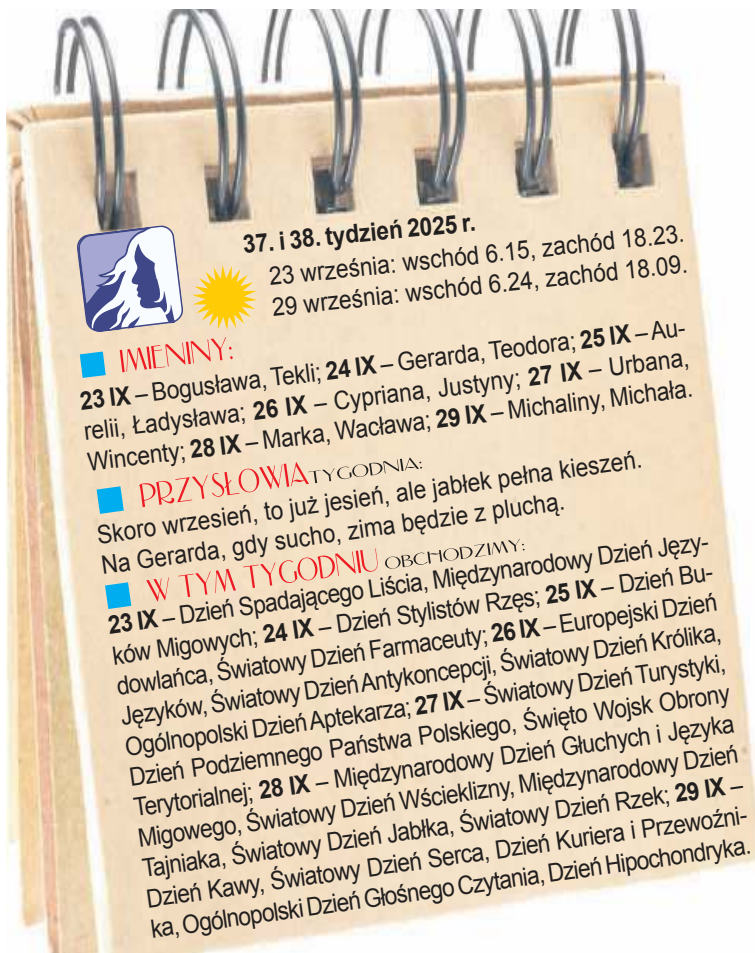 37. i 38. tydzień 2025 r.
23 września: wschód 6.15, zachód 18.23.
29 września: wschód 6.24, zachód 18.09.
IMIENINY:
23 IX – Bogusława, Tekli; 24 IX – Gerarda, Teodora; 25 IX – Au-
relii, Ładysława; 26 IX – Cypriana, Justyny; 27 IX – Urbana,
Wincenty; 28 IX – Marka, Wacława; 29 IX – Michaliny, Michała.
PRZYSŁOWIA TYGODNIA:
Skoro wrzesień, to już jesień, ale jabłek pełna kieszeń.
Na Gerarda, gdy sucho, zima będzie z pluchą.
W TYM TYGODNIU OBCHODZIMY:
23 IX – Dzień Spadającego Liścia, Międzynarodowy Dzień Języ-
ków Migowych; 24 IX – Dzień Stylistów Rzęs; 25 IX – Dzień Bu-
dowlańca, Światowy Dzień Farmaceuty; 26 IX – Europejski Dzień
Języków, Światowy Dzień Antykoncepcji, Światowy Dzień Królika,
Ogólnopolski Dzień Aptekarza; 27 IX – Światowy Dzień Turystyki,
Dzień Podziemnego Państwa Polskiego, Święto Wojsk Obrony
Terytorialnej; 28 IX – Międzynarodowy Dzień Głuchych i Języka
Migowego, Światowy Dzień Wścieklizny, Międzynarodowy Dzień
Tajniaka, Światowy Dzień Jabłka, Światowy Dzień Rzek; 29 IX –
Dzień Kawy, Światowy Dzień Serca, Dzień Kuriera i Przewoźni-
ka, Ogólnopolski Dzień Głośnego Czytania, Dzień Hipochondryka.